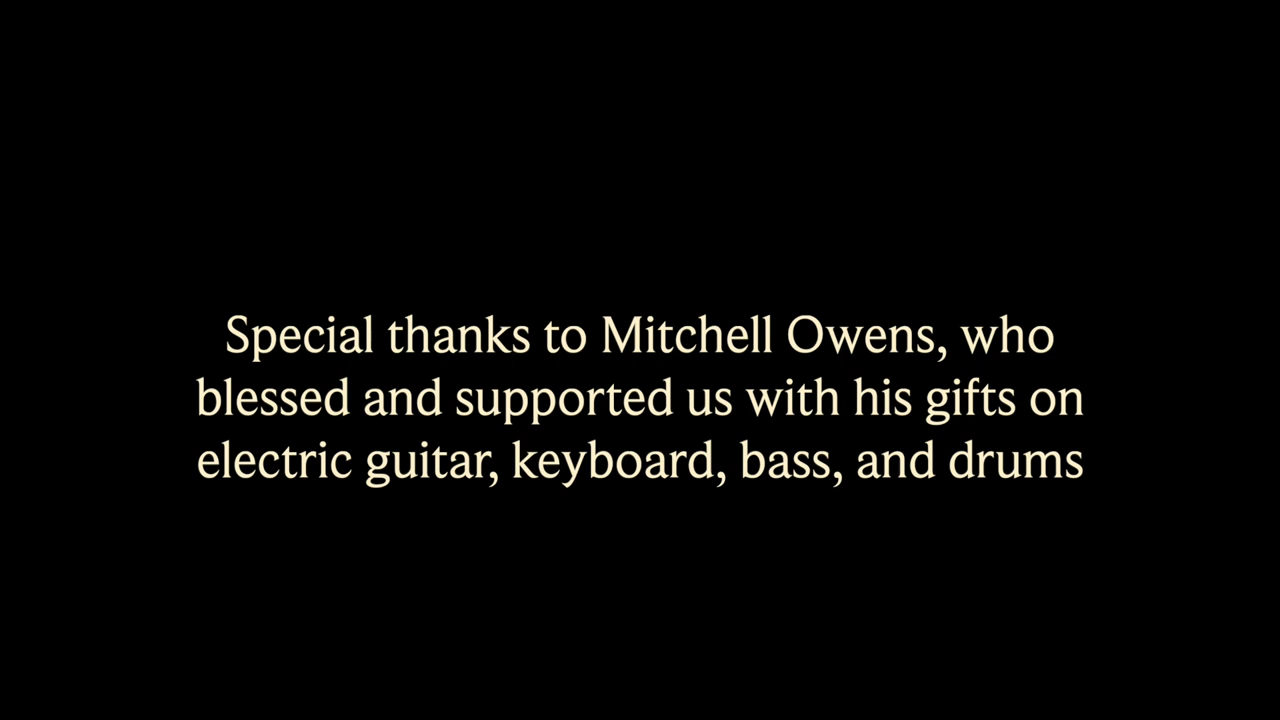 Special thanks to Mitchell Owens, who
blessed and supported us with his gifts on
electric guitar, keyboard, bass, and drums